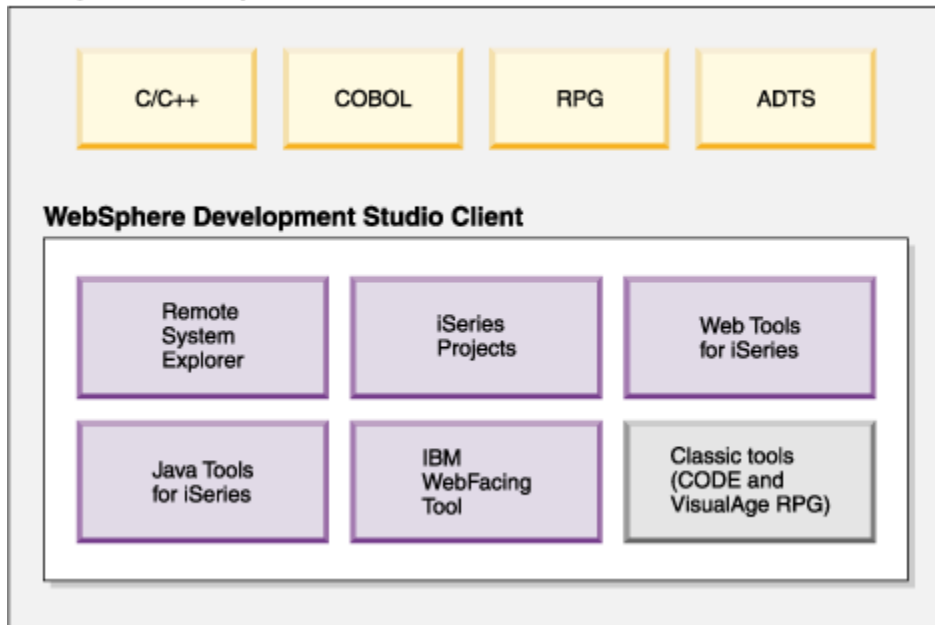 C/C++
COBOL
RPG
ADTS
WebSphere Development Studio Client
Remote
System
Explorer
iSeries
Projects
Web Tools
for iSeries
Java Tools
for iSeries
IBM
WebFacing
Tool
Classic tools
(CODE and
VisualAge RPG)